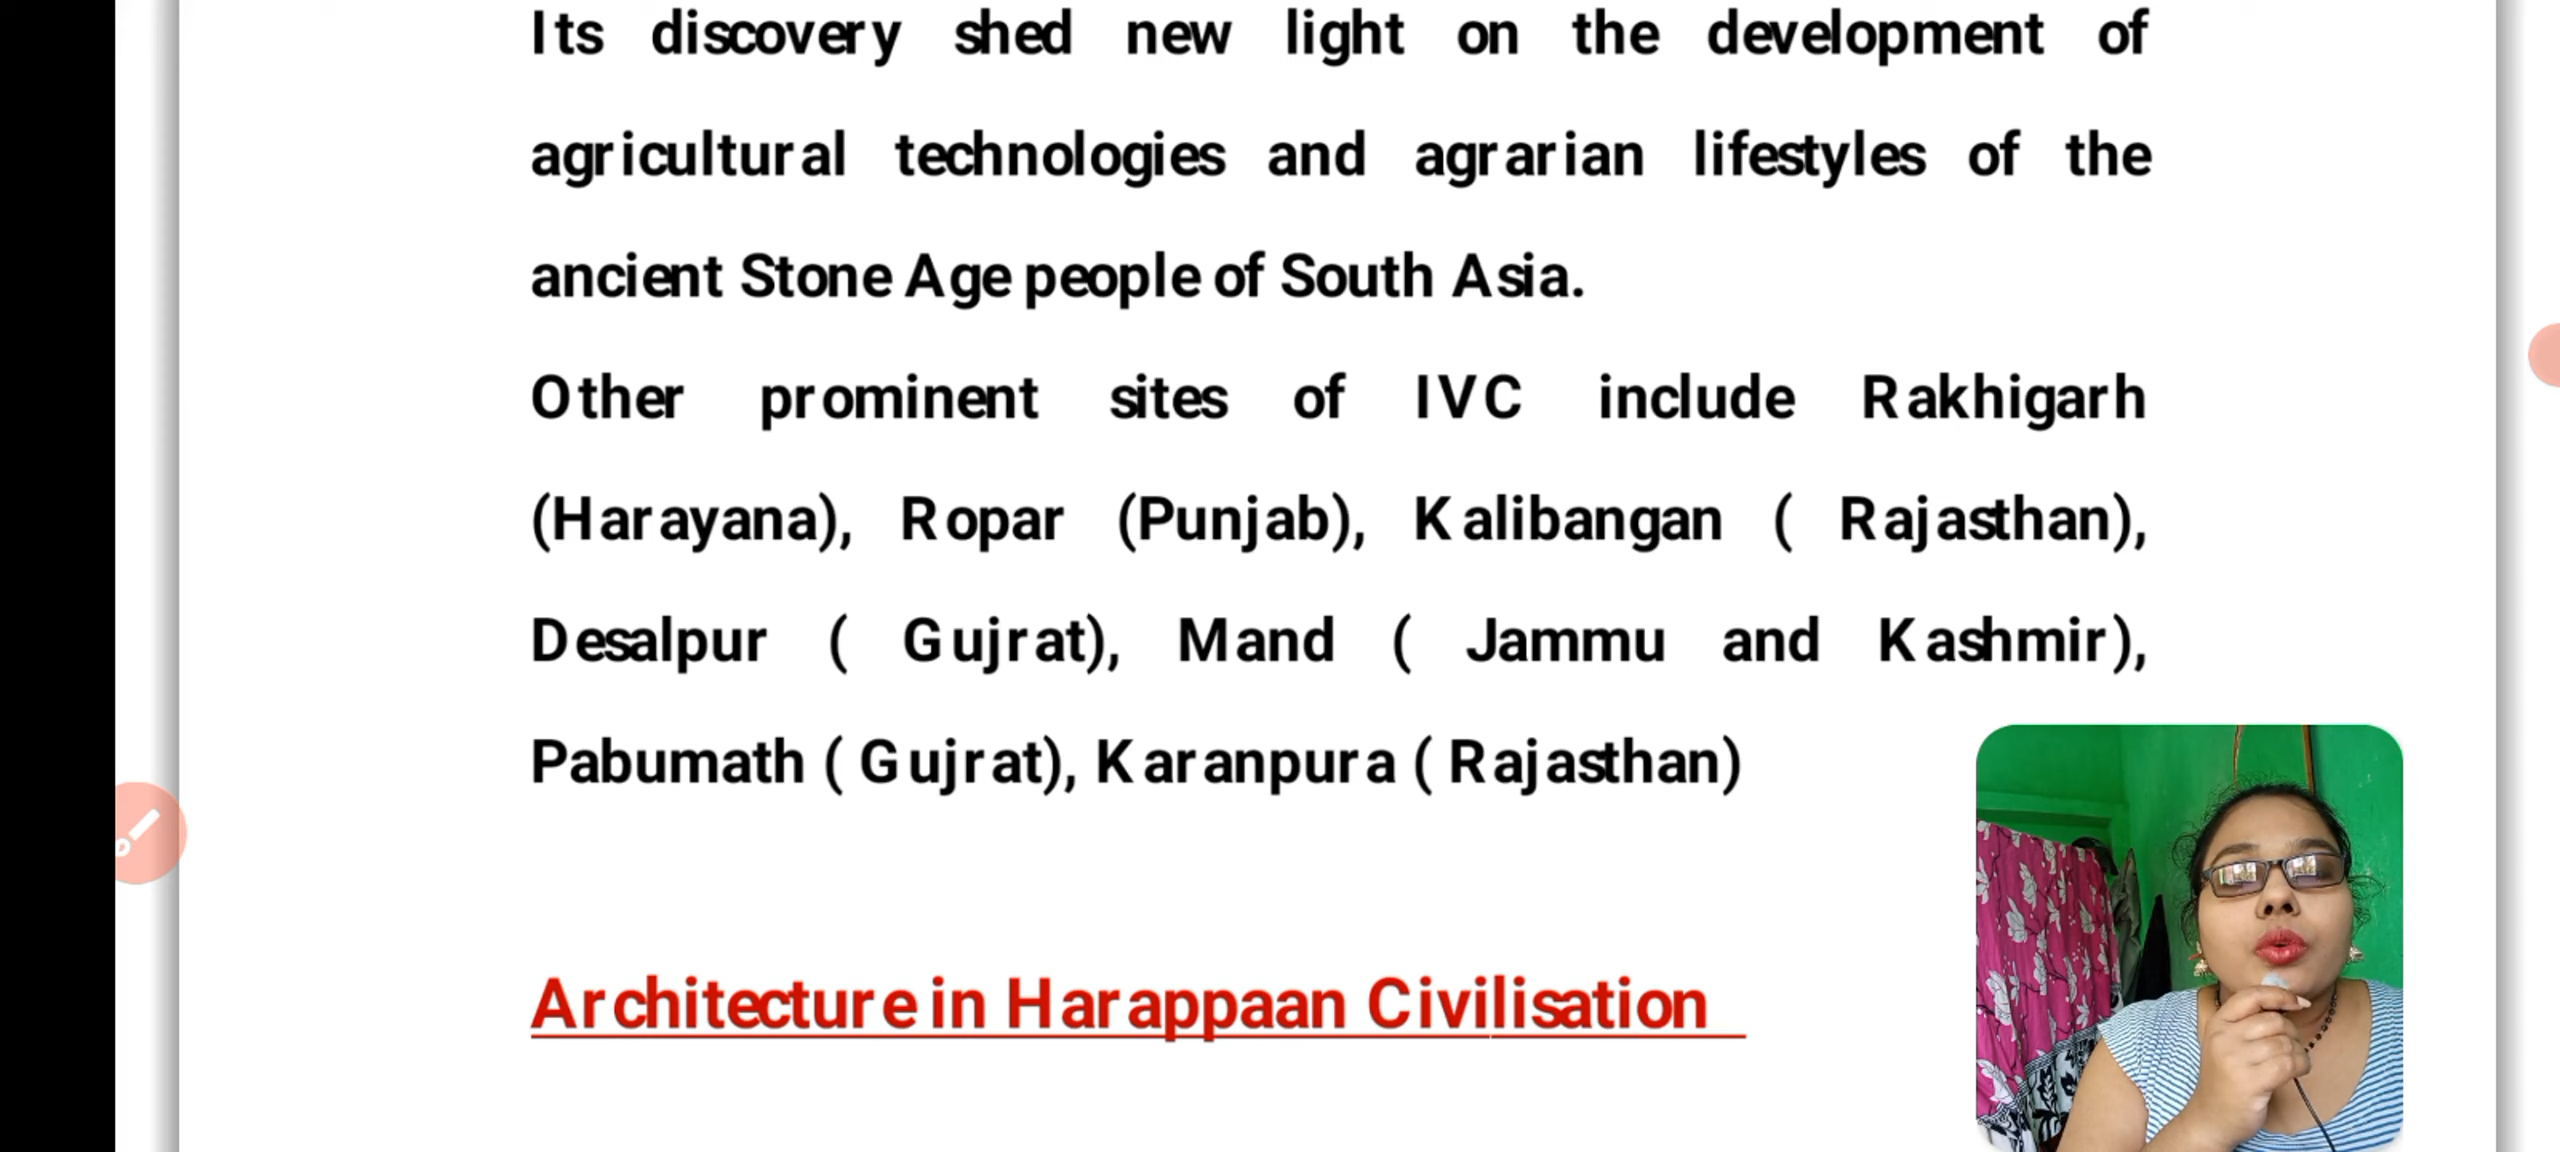 Its discovery shed new light on the development of
agricultural technologies and agrarian lifestyles of the
ancient Stone Age people of South Asia.
Other prominent sites of IVC include Rakhigarh
(Harayana), Ropar (Punjab), Kalibangan ( Rajasthan),
Desalpur ( Gujrat), Mand ( Jammu and Kashmir),
Pabumath ( Gujrat), Karanpura ( Rajasthan)
Architecture in Harappaan Civilisation